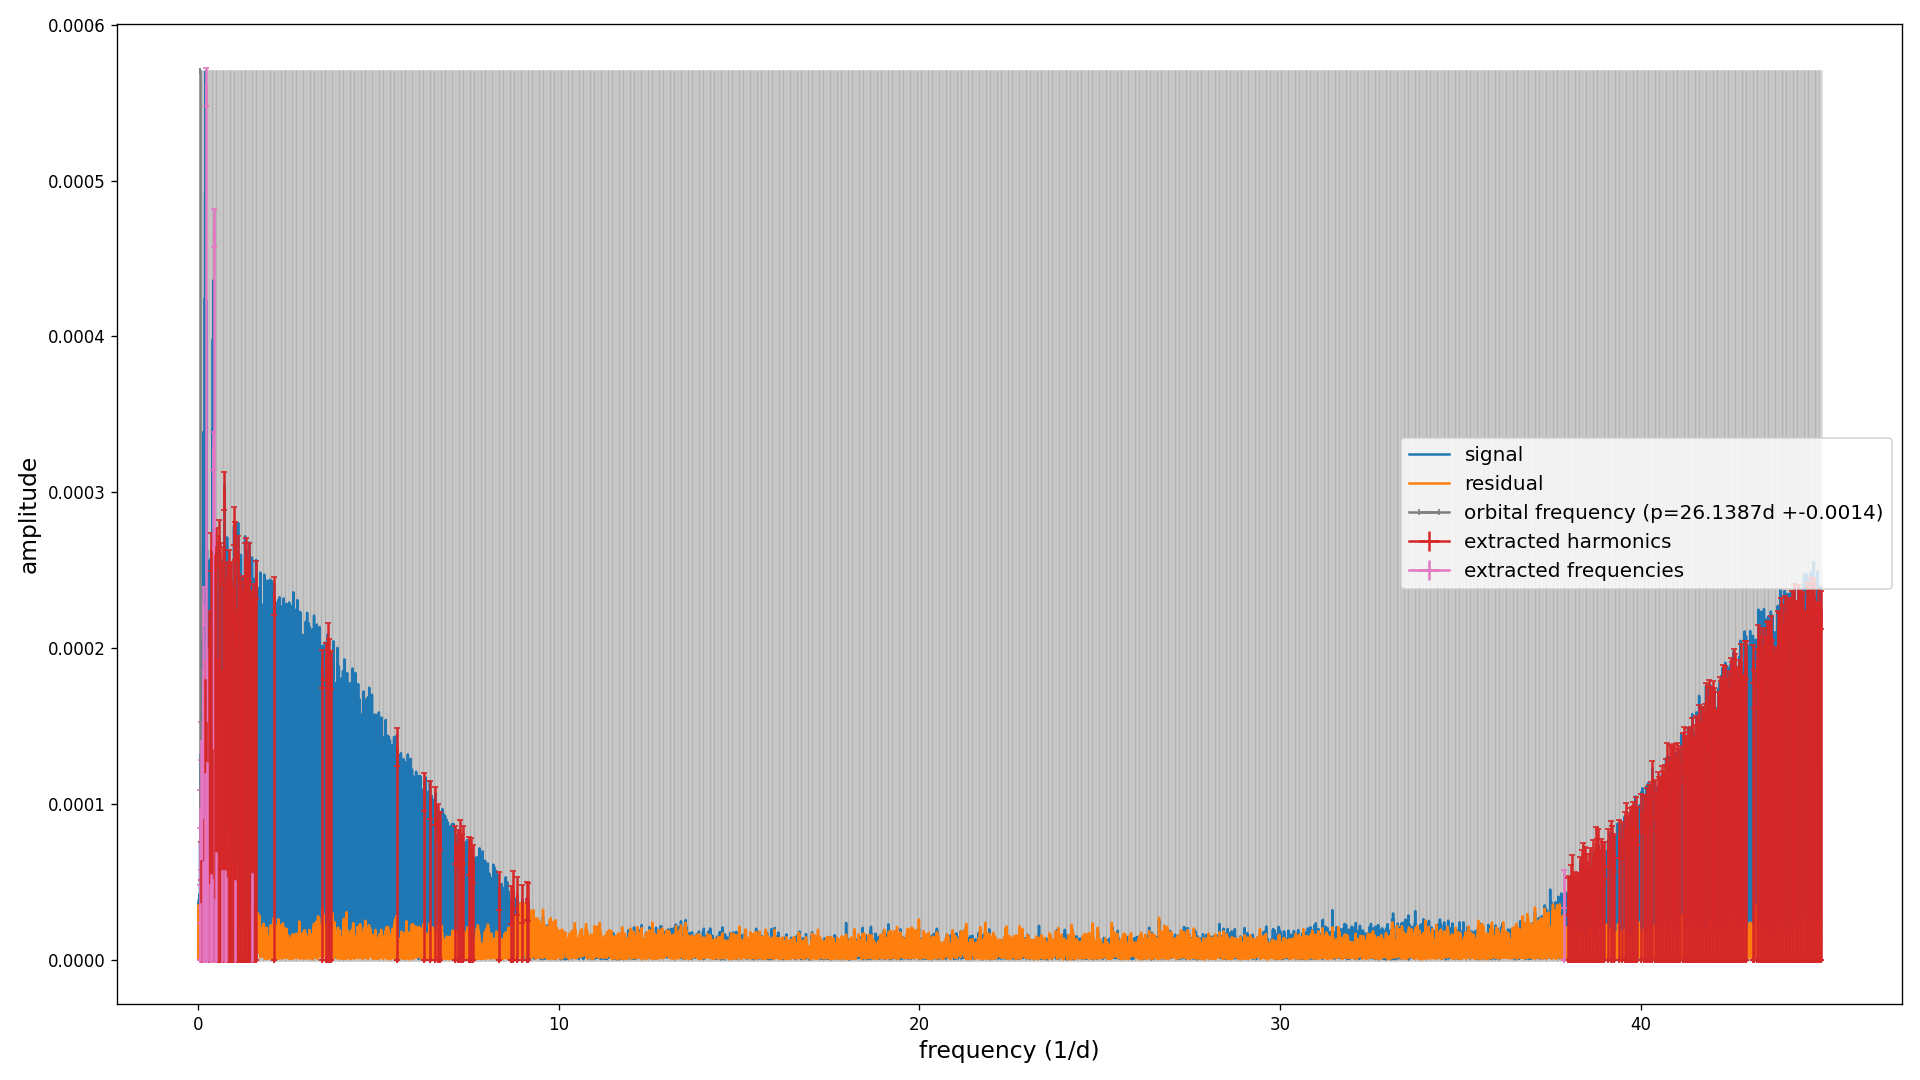 0.0006
0.0005
0.0004
0.0003
0.0002
0.0001
0.0000
amplitude
signal
residual
orbital frequency (p=26.1387d +-0.0014)
extracted harmonics
extracted frequencies
0 10 20 30 40
frequency (1/d)